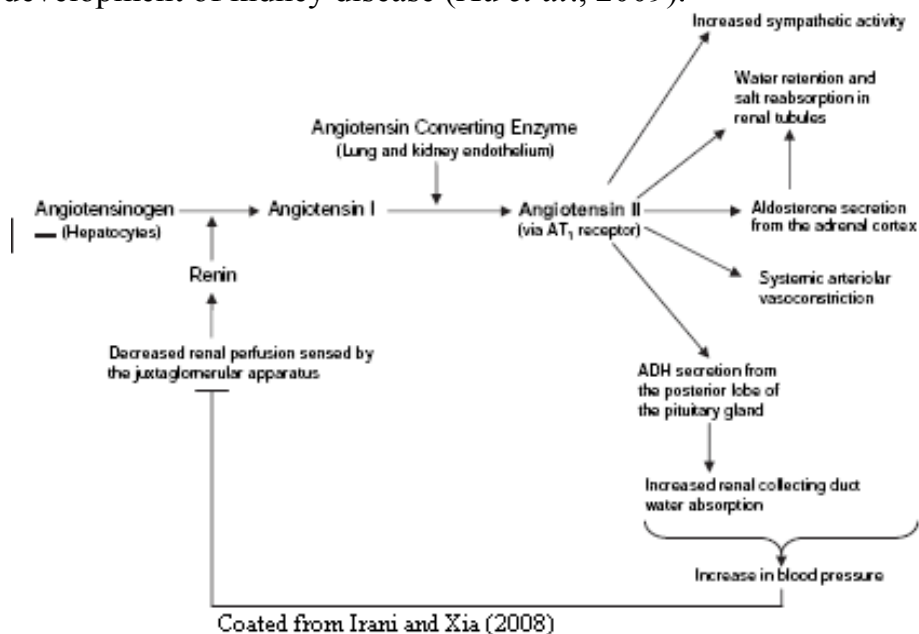 development of kidney disease (
2009).
Increased sympathetic activity
Water retention and
salt reabsorption in
renal tubules
Angiotensin Converting Enzyme
(Lung and kidney endothelium)
Angiotensinogen
(Hepatocytes)
Angiotensin I
Angiotensin II
(via AT₁ receptor)
Aldosterone secretion
from the adrenal cortex
Renin
Systemic arteriolar
vasoconstriction
Decreased renal perfusion sensed by
the juxtaglomerular apparatus
ADH secretion from
the posterior lobe of
the pituitary gland
Increased renal collecting duct
water absorption
Increase in blood pressure
Coated from Irani and Xia (2008)